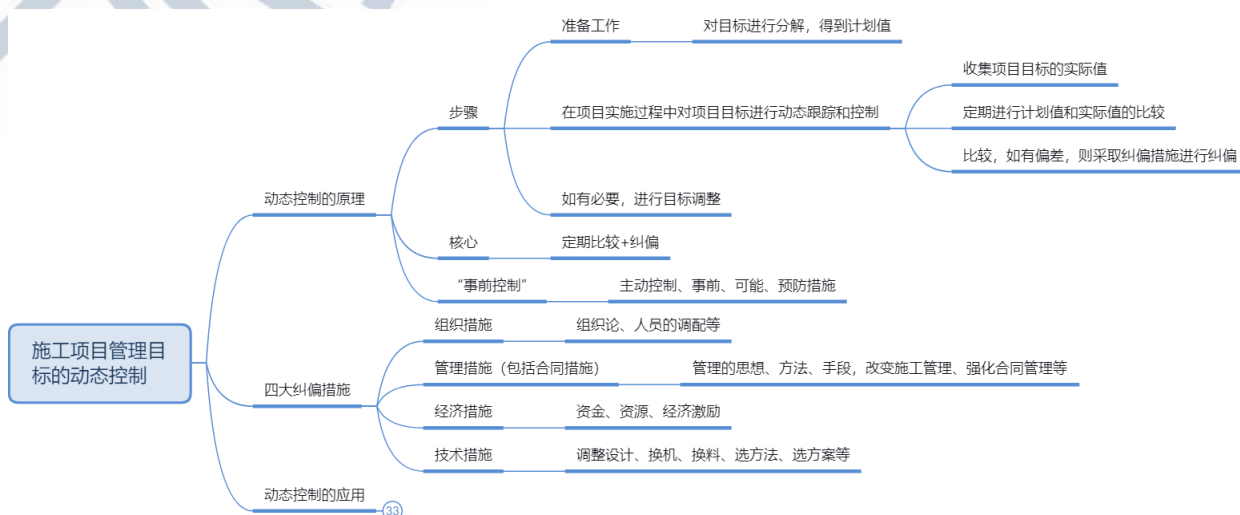 施工项目管理目
标的动态控制
动态控制的原理
步骤
准备工作
对目标进行分解，得到计划值
在项目实施过程中对项目目标进行动态跟踪和控制
收集项目目标的实际值
定期进行计划值和实际值的比较
比较，如有偏差，则采取纠偏措施进行纠偏
如有必要，进行目标调整
核心
定期比较+纠偏
“事前控制”
主动控制、事前、可能、预防措施
四大纠偏措施
组织措施
组织论、人员的调配等
管理措施（包括合同措施）
管理的思想、方法、手段，改变施工管理、强化合同管理等
经济措施
资金、资源、经济激励
技术措施
调整设计、换机、换料、选方法、选方案等
动态控制的应用
33